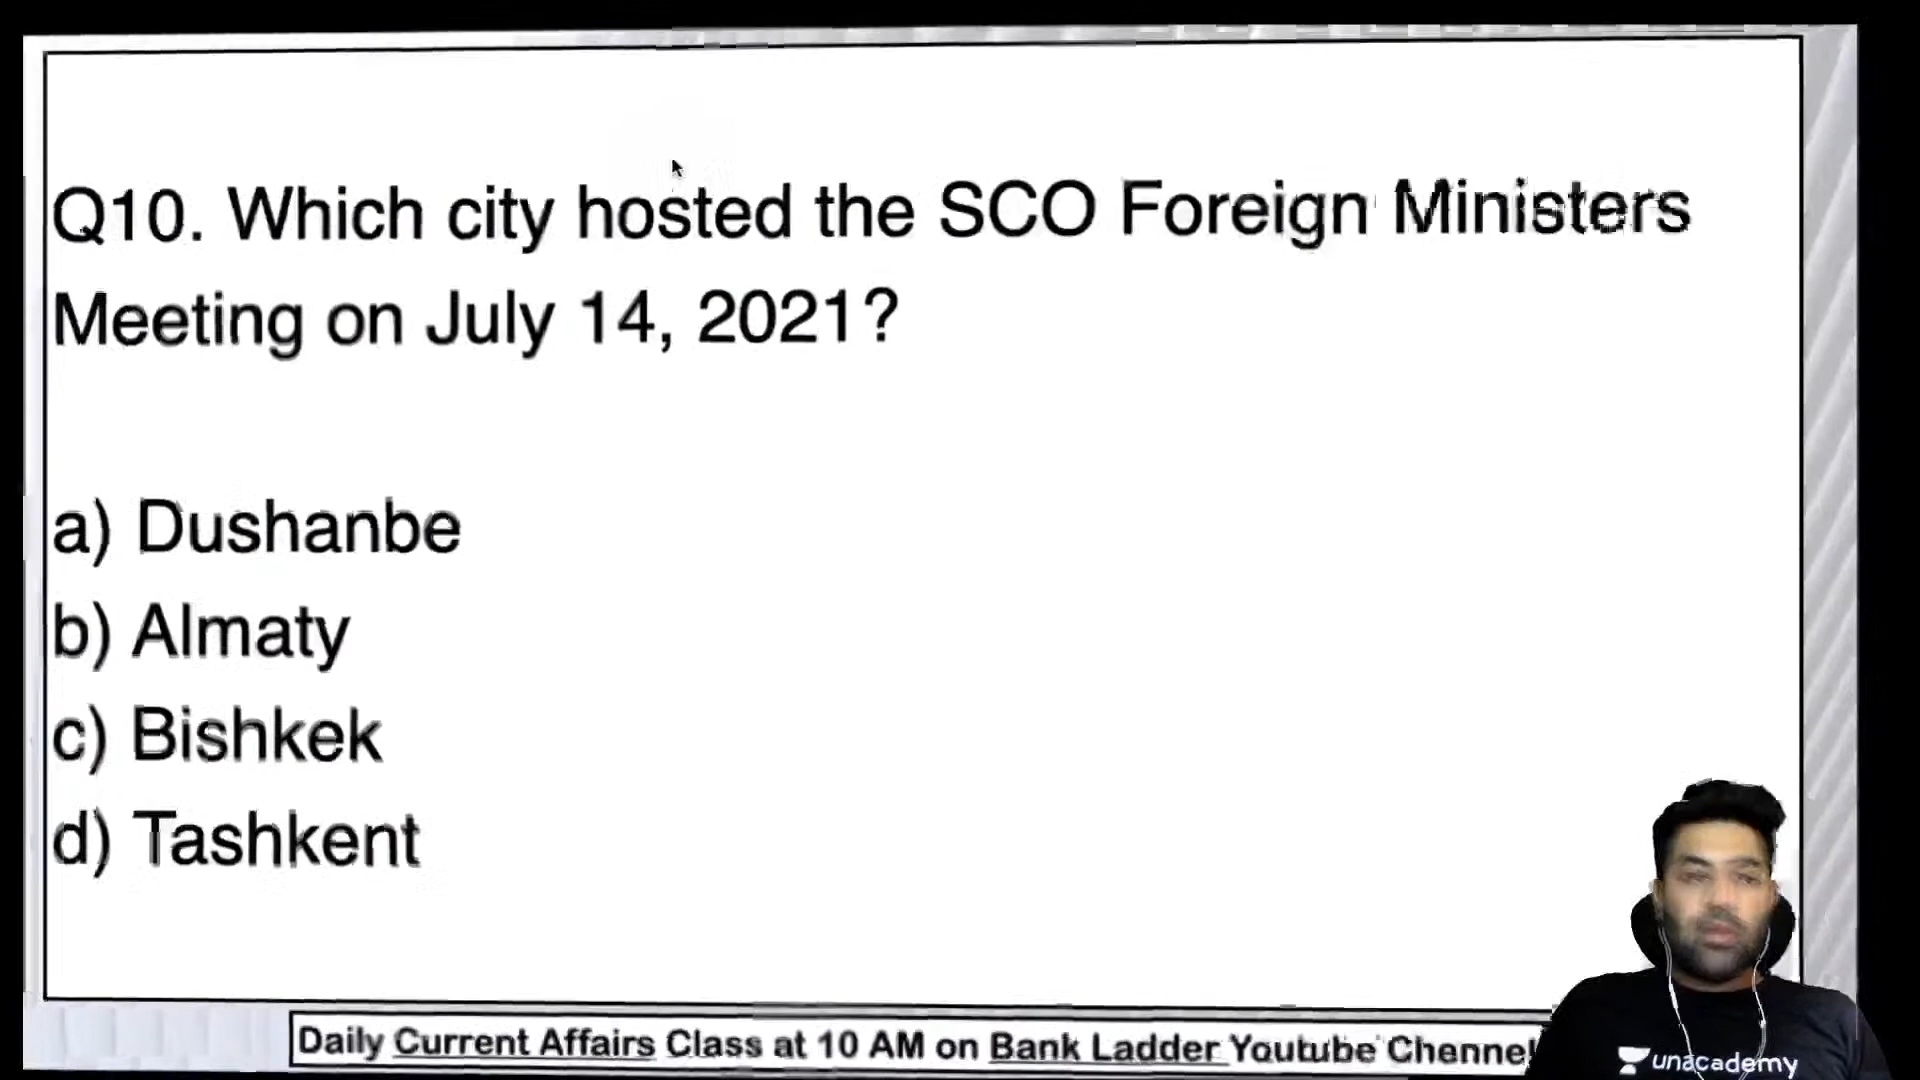 Q10. Which city hosted the SCO Foreign Ministers
Meeting on July 14, 2021?
a) Dushanbe
b) Almaty
c) Bishkek
d) Tashkent
Daily Current Affairs Class at 10 AM on Bank Ladder Youtube Chennel
unacademy